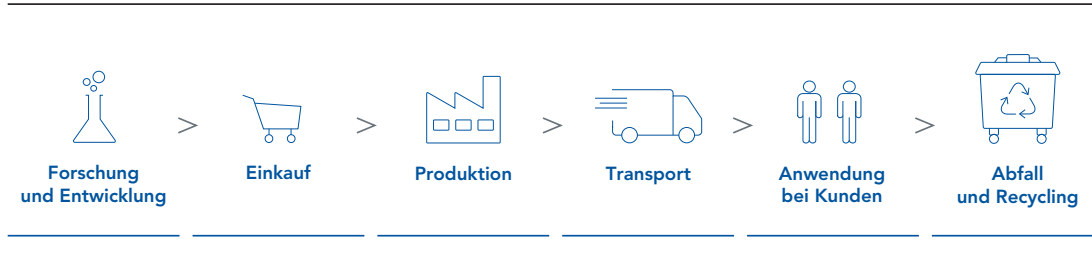 Forschung
und Entwicklung
>
Einkauf
>
Produktion
>
Transport
>
Anwendung
bei Kunden
>
Abfall
und Recycling